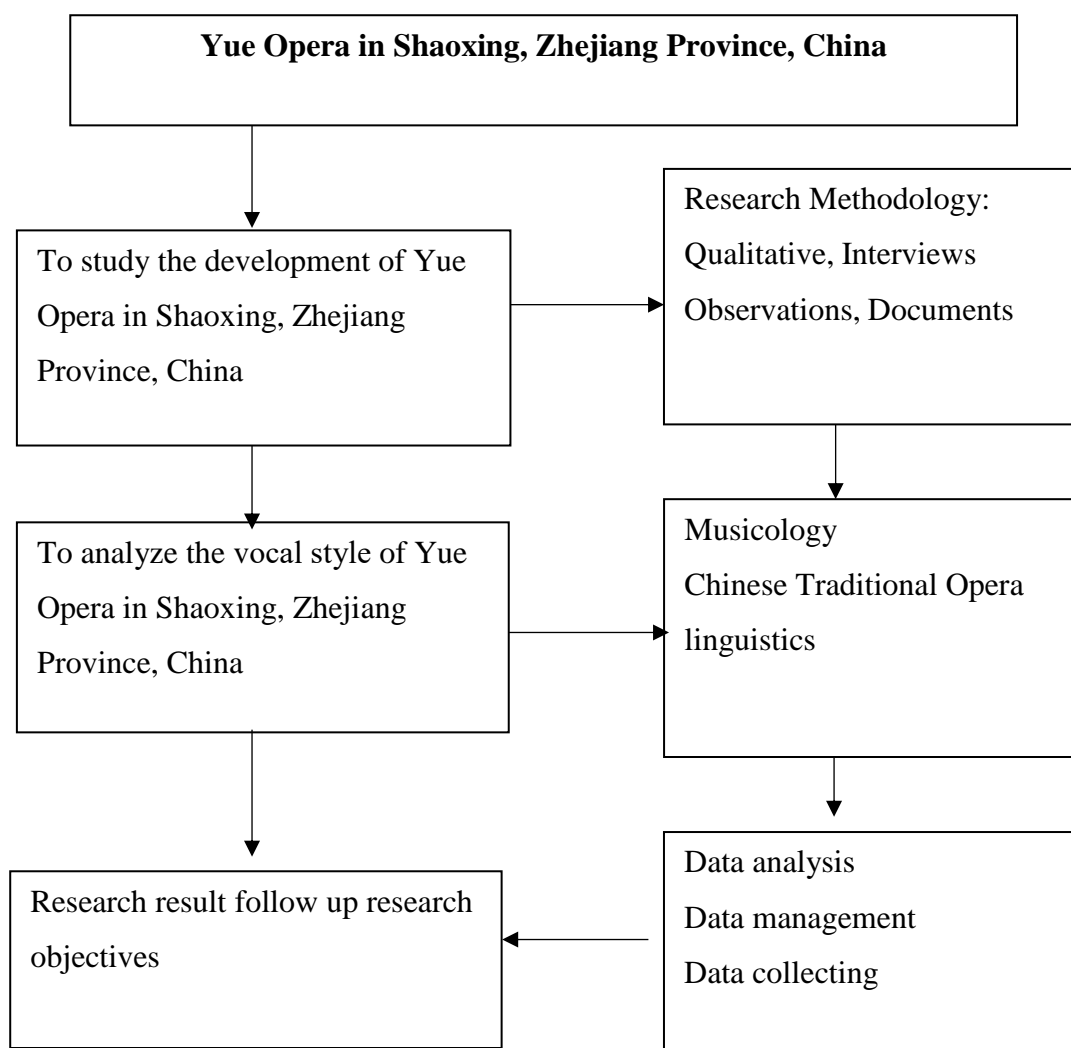 Yue Opera in Shaoxing, Zhejiang Province, China
To study the development of Yue
Opera in Shaoxing, Zhejiang
Province, China
Research Methodology:
Qualitative, Interviews
Observations, Documents
To analyze the vocal style of Yue
Opera in Shaoxing, Zhejiang
Province, China
Musicology
Chinese Traditional Opera
linguistics
Research result follow up research
objectives
Data analysis
Data management
Data collecting